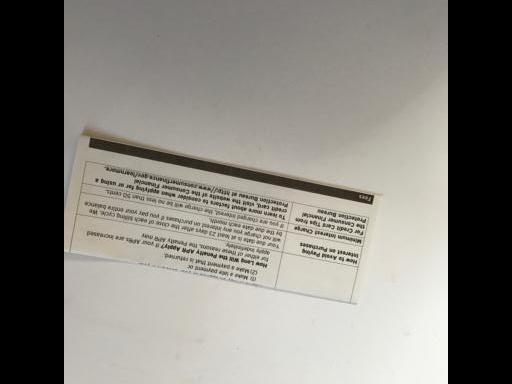 (1) Make a late payment or
(2) Make a payment that is returned.
How Long Will the Penalty APR Apply? If your APRs are increased
for either of these reasons, the Penalty APR may
apply indefinitely.
How to Avoid Paying
Interest on Purchases
Your due date is at least 23 days after the close of each billing cycle. We
will not charge you any interest on purchases if you pay your entire balance
by the due date each month.
Minimum Interest Charge
If you are charged interest, the charge will be no less than 50 cents.
For Credit Card Tips from
the Consumer Financial
Protection Bureau
To learn more about factors to consider when applying for or using a
credit card, visit the website of the Consumer Financial
Protection Bureau at http://www.consumerfinance.gov/learnmore.
Fees